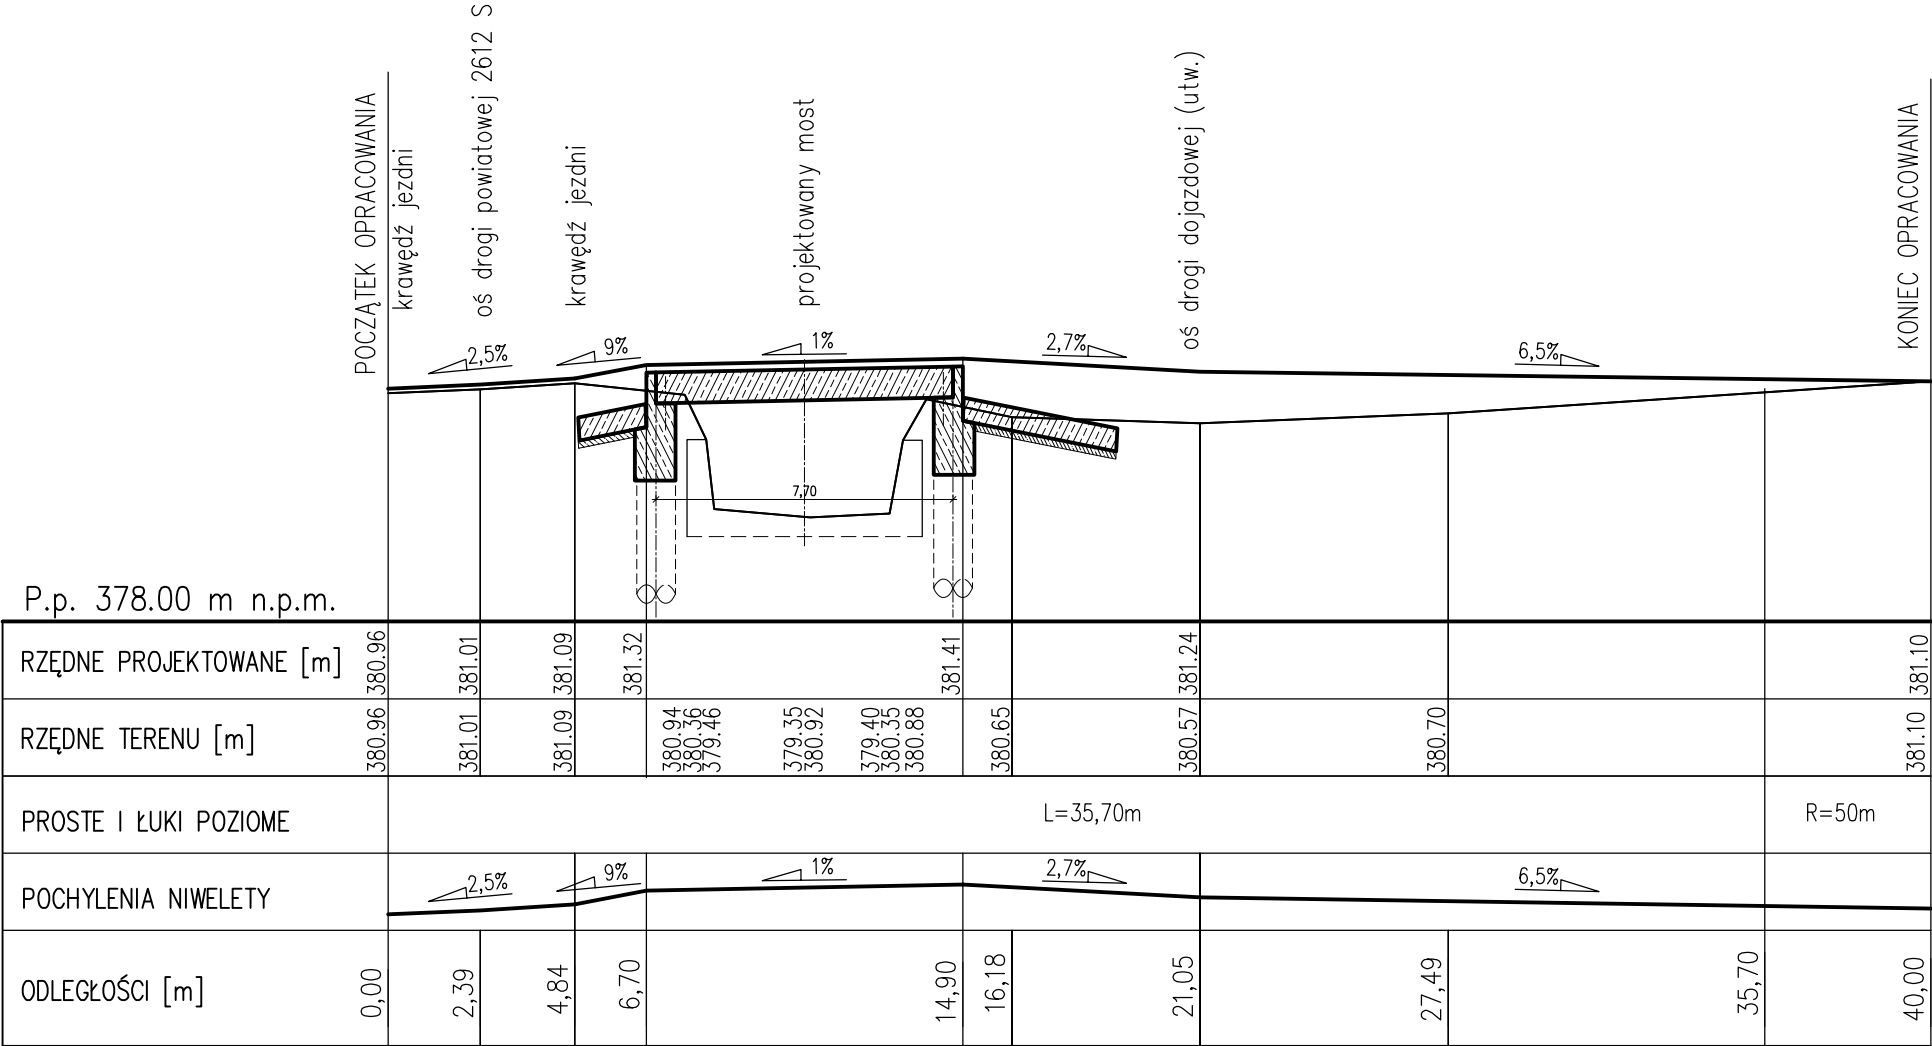 POCZĄTEK OPRACOWANIA
krawędź jezdni
oś drogi powiatowej 2612 S
krawędź jezdni
projektowany most
oś drogi dojazdowej (utw.)
KONIEC OPRACOWANIA
2,5%
9%
1%
2,7%
6,5%
7,70
P.p. 378.00 m n.p.m.
RZĘDNE PROJEKTOWANE [m] 380.96 381.01 381.09 381.32 381.41 381.24 381.10
RZĘDNE TERENU [m] 380.96 381.01 381.09 380.94 380.36 379.46 379.35 380.92 379.40 380.35 380.88 380.65 380.57 380.70 381.10
PROSTE I ŁUKI POZIOME L=35,70m R=50m
POCHYLENIA NIWELETY 2,5% 9% 1% 2,7% 6,5%
ODLEGŁOŚCI [m] 0,00 2,39 4,84 6,70 14,90 16,18 21,05 27,49 35,70 40,00